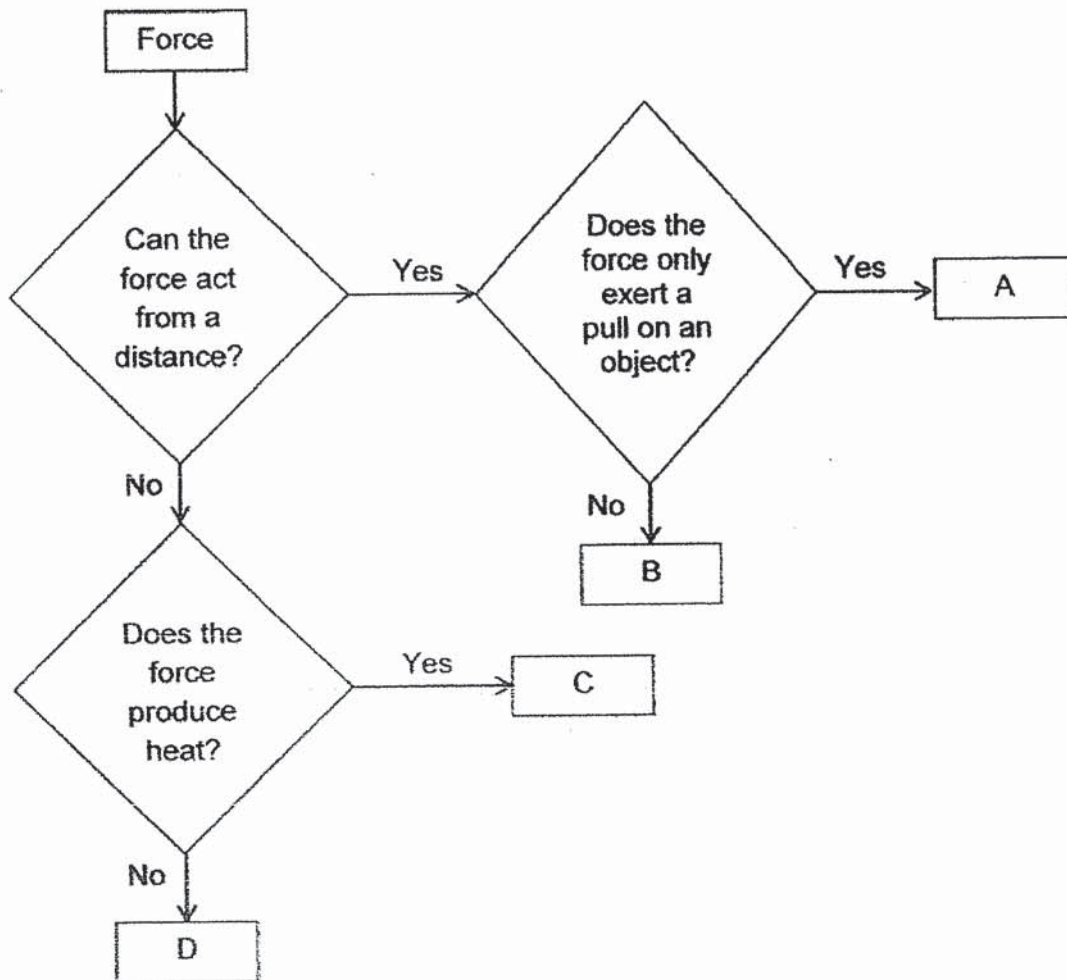 Force
Can the
force act
from a
distance?
Yes
Does the
force only
exert a
pull on an
object?
Yes
A
No
B
No
Does the
force
produce
heat?
Yes
C
No
D